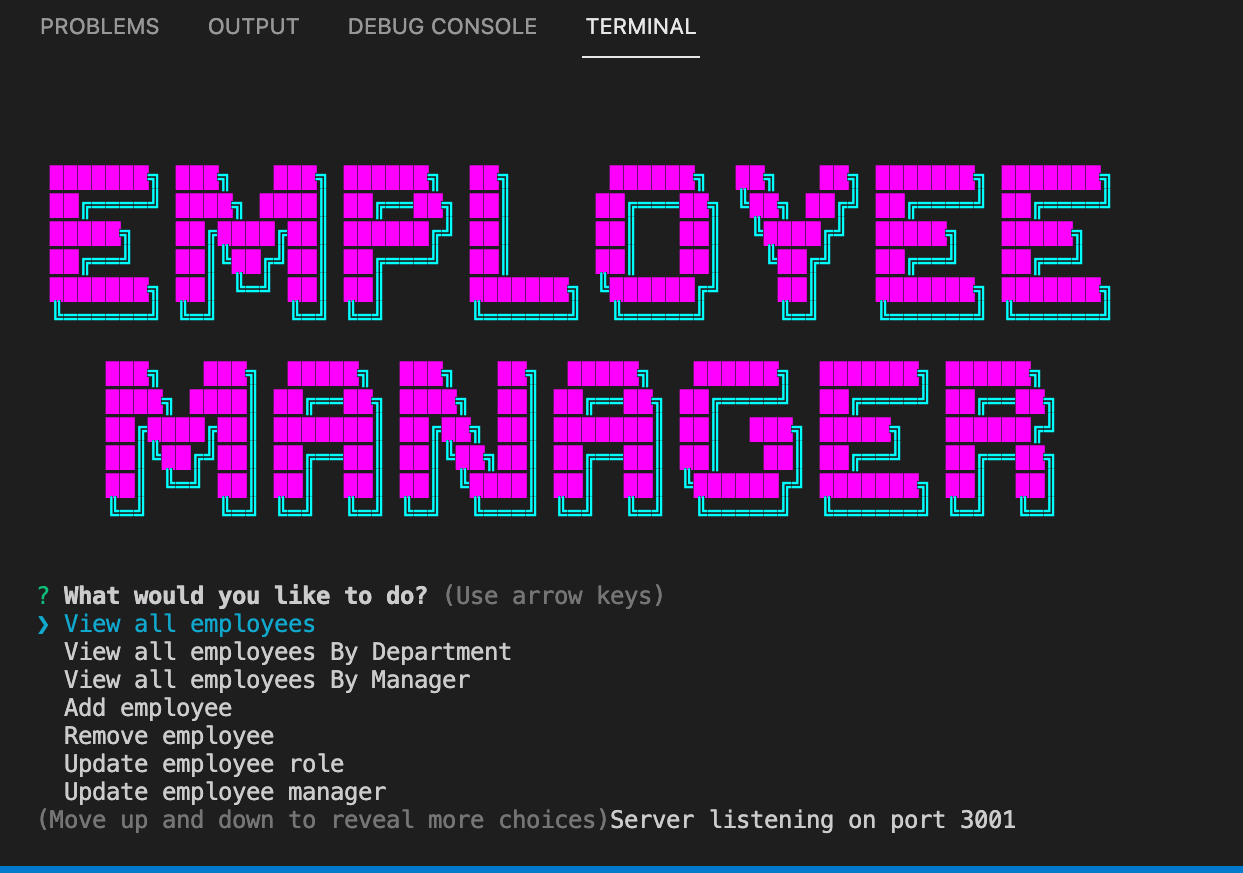 PROBLEMS OUTPUT DEBUG CONSOLE TERMINAL
EMPLOYEE
MANAGER
? What would you like to do? (Use arrow keys)
❯ View all employees
View all employees By Department
View all employees By Manager
Add employee
Remove employee
Update employee role
Update employee manager
(Move up and down to reveal more choices)Server listening on port 3001